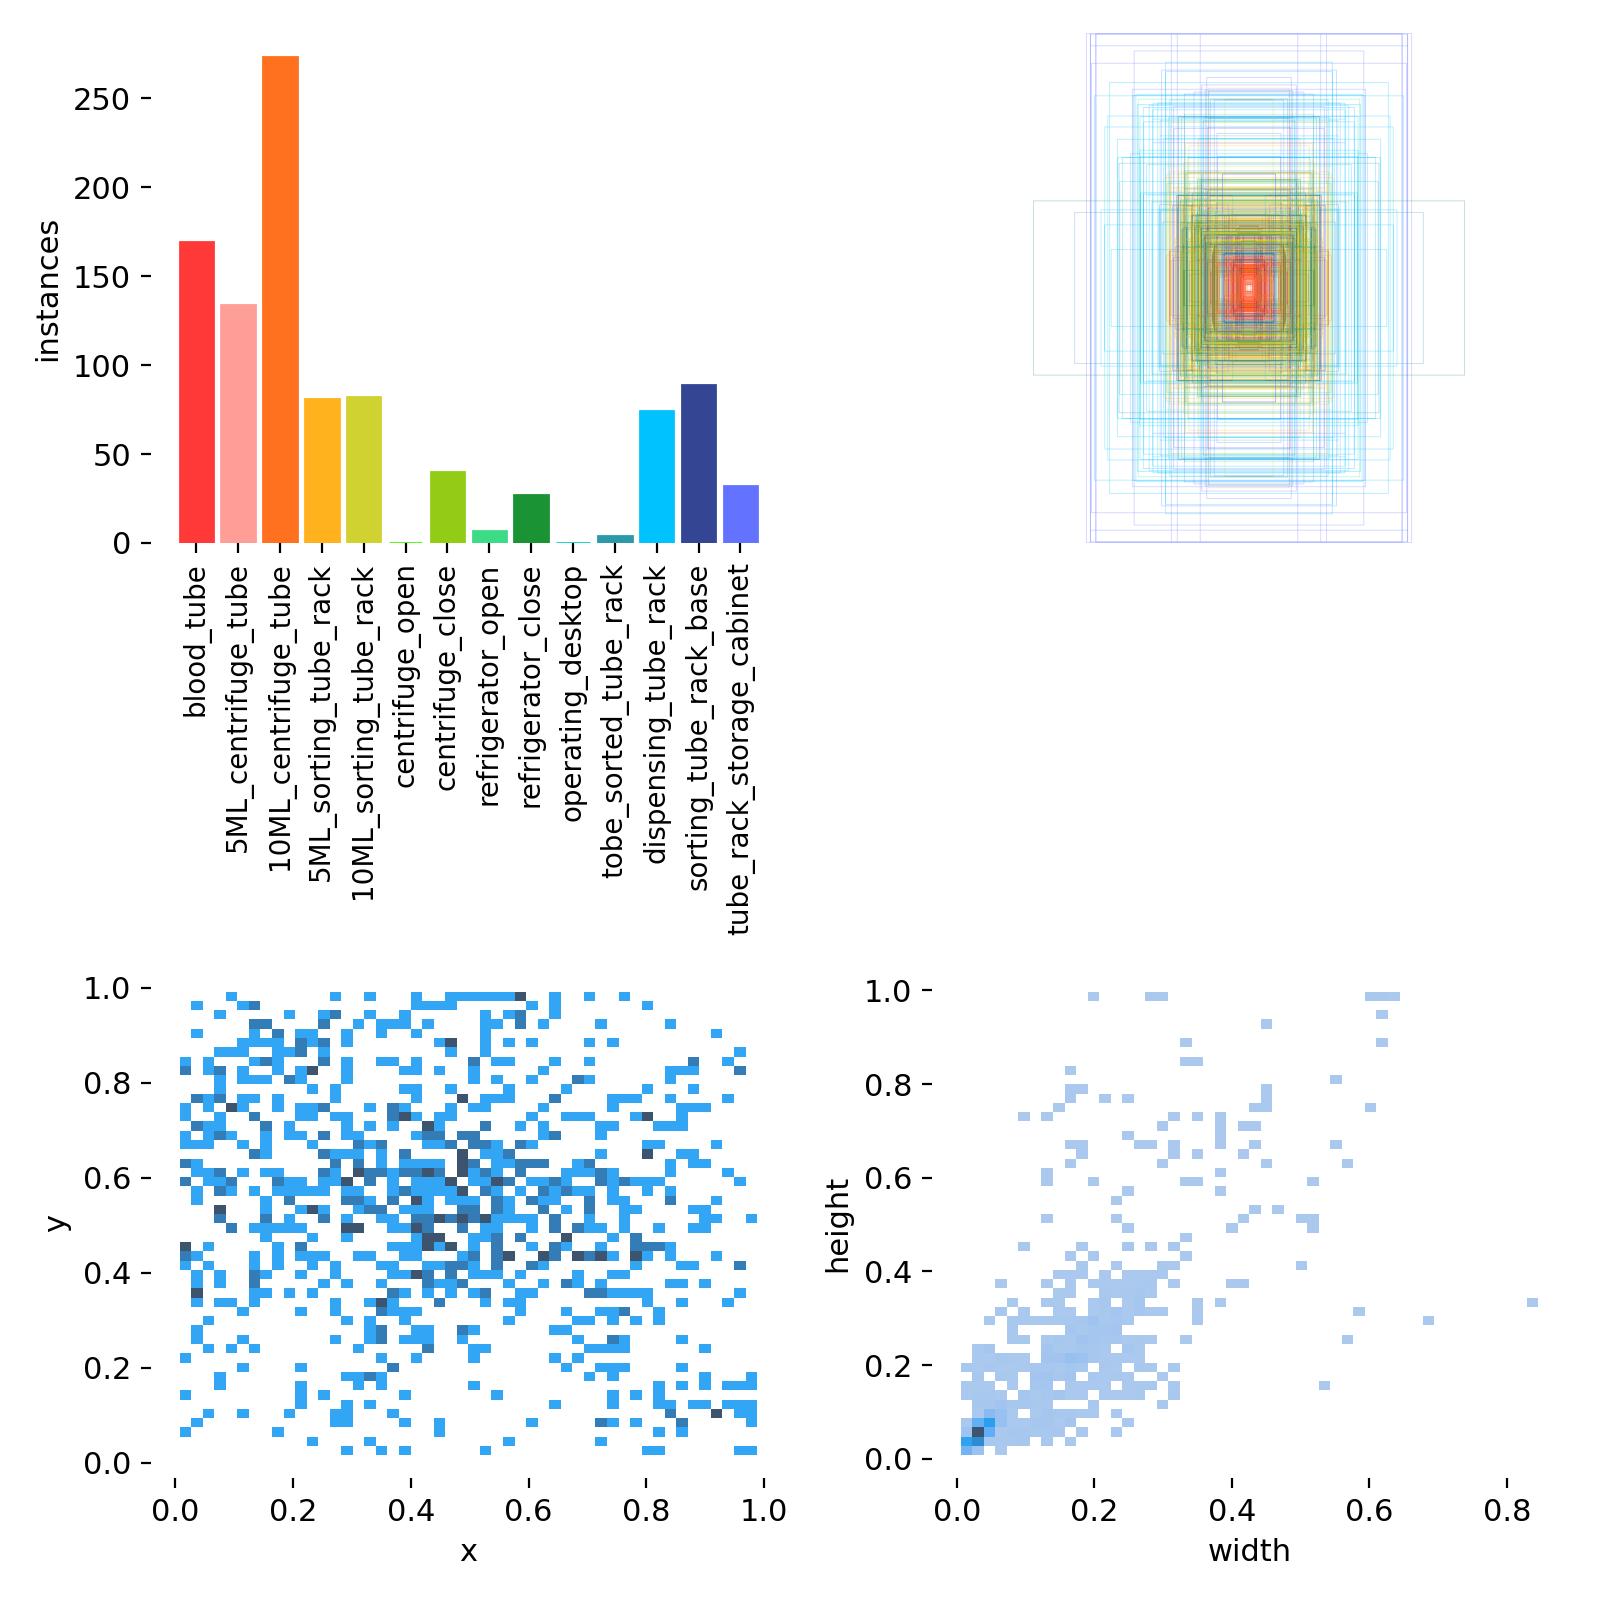 instances
250
200
150
100
50
0
blood_tube
5ML_centrifuge_tube
10ML_centrifuge_tube
5ML_sorting_tube_rack
10ML_sorting_tube_rack
centrifuge_open
centrifuge_close
refrigerator_open
refrigerator_close
operating_desktop
tobe_sorted_tube_rack
dispensing_tube_rack
sorting_tube_rack_base
tube_rack_storage_cabinet
y
1.0
0.8
0.6
0.4
0.2
0.0
0.0
0.2
0.4
0.6
0.8
1.0
x
height
1.0
0.8
0.6
0.4
0.2
0.0
0.0
0.2
0.4
0.6
0.8
width